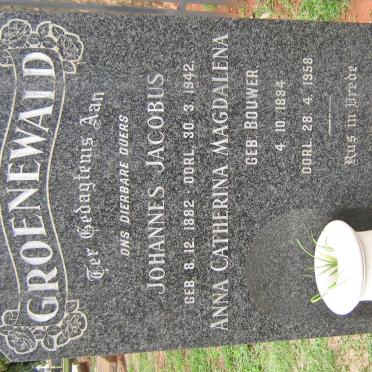 GROENEWALD
Ter Gedagtenis Aan
ONS DIERBARE OUERS
JOHANNES JACOBUS
GEB. 8.12.1882 OORL. 30.3.1942.
ANNA CATHERINA MAGDALENA
GEB BOUWER
4.10.1884
OORL. 28.4.1958
Rus in Vrede